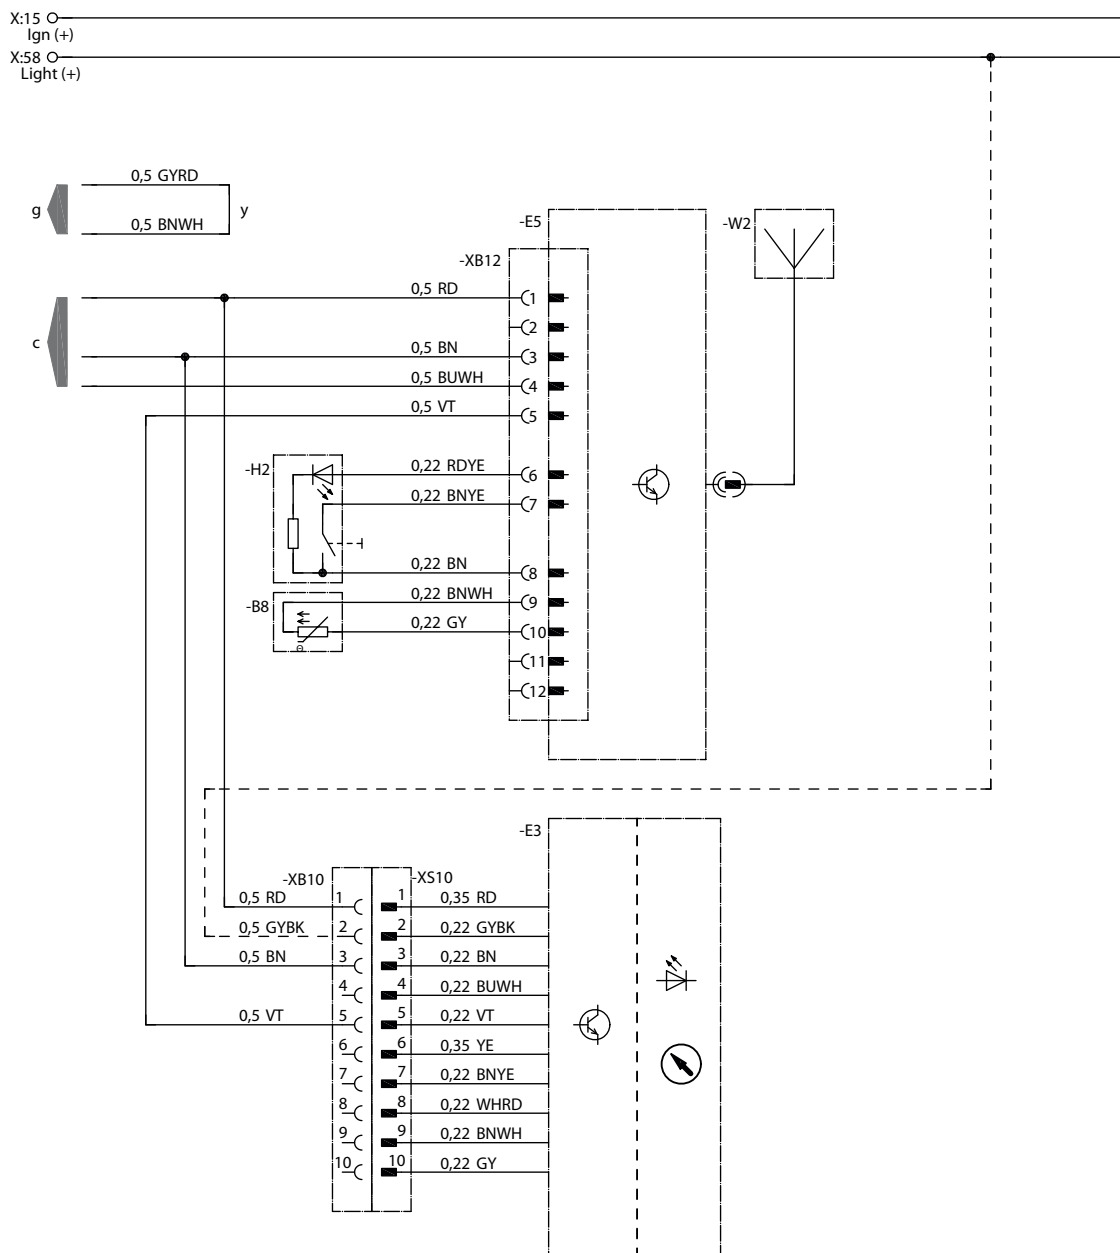 X:15
Ign (+)
X:58
Light (+)
0,5 GYRD
g
y
0,5 BNWH
-E5
-W2
-XB12
0,5 RD
1
2
c
0,5 BN
3
0,5 BUWH
4
0,5 VT
5
-H2
0,22 RDYE
6
0,22 BNYE
7
0,22 BN
8
-B8
0,22 BNWH
9
0,22 GY
10
Θ
11
12
-E3
-XB10
-XS10
0,5 RD
1
1
0,35 RD
0,5 GYBK
2
2
0,22 GYBK
0,5 BN
3
3
0,22 BN
4
4
0,22 BUWH
0,5 VT
5
5
0,22 VT
6
6
0,35 YE
7
7
0,22 BNYE
8
8
0,22 WHRD
9
9
0,22 BNWH
10
10
0,22 GY